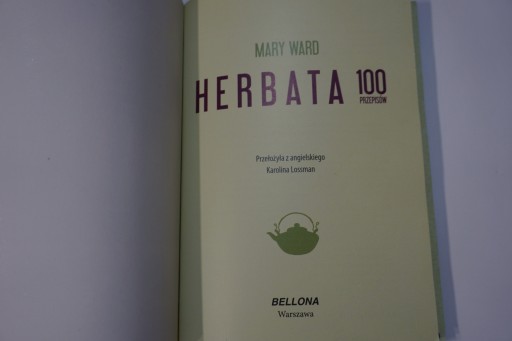 MARY WARD
HERBATA 100
PRZEPISÓW
Przełożyła z angielskiego
Karolina Lossman
BELLONA
Warszawa